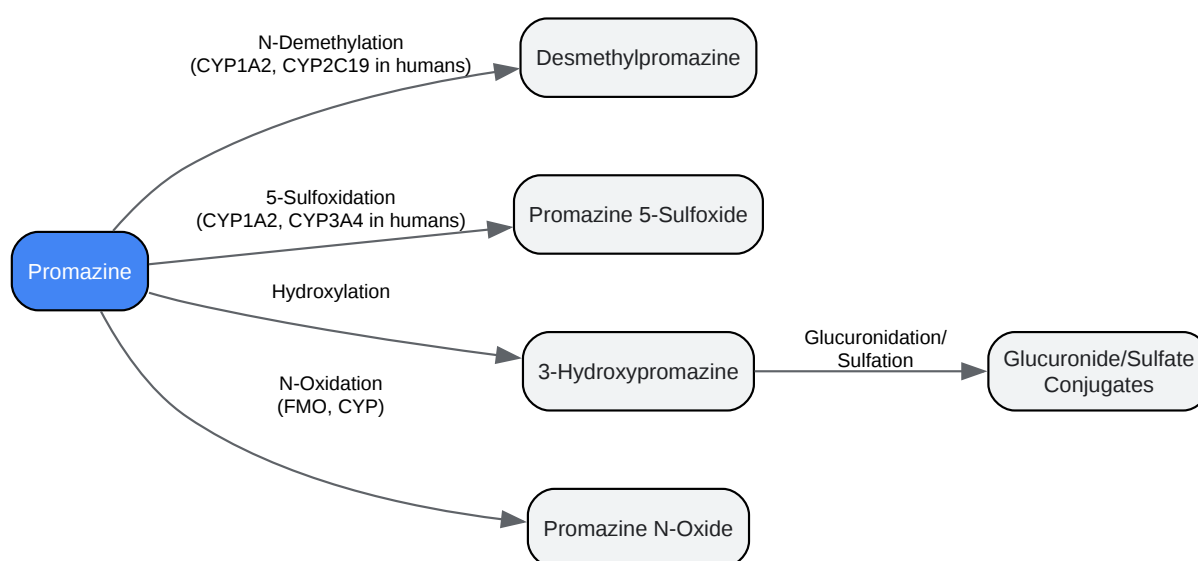 N-Demethylation
(CYP1A2, CYP2C19 in humans)
Desmethylpromazine
5-Sulfoxidation
(CYP1A2, CYP3A4 in humans)
Promazine 5-Sulfoxide
Promazine
Hydroxylation
3-Hydroxypromazine
Glucuronidation/
Sulfation
Glucuronide/Sulfate
Conjugates
N-Oxidation
(FMO, CYP)
Promazine N-Oxide